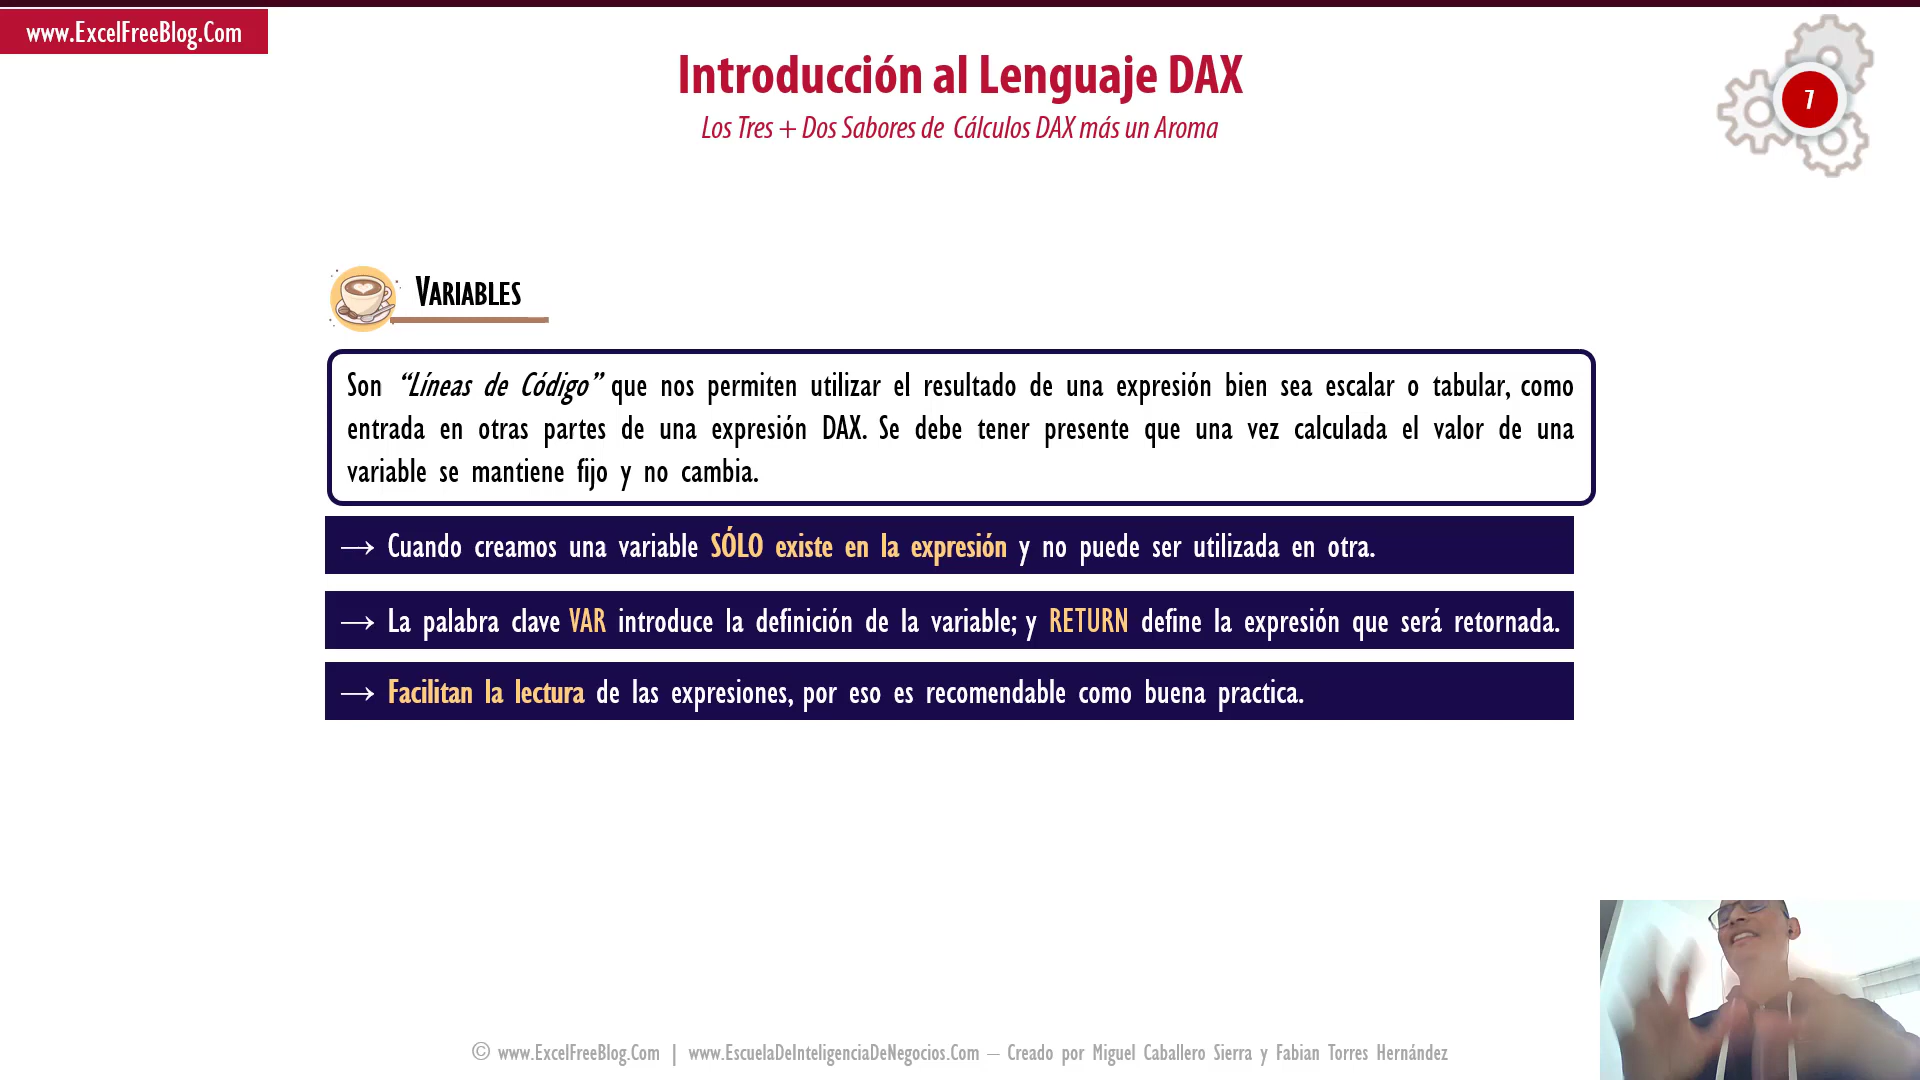 www.ExcelFreeBlog.Com
Introducción al Lenguaje DAX
Los Tres + Dos Sabores de Cálculos DAX más un Aroma
7
VARIABLES
Son “Líneas de Código” que nos permiten utilizar el resultado de una expresión bien sea escalar o tabular, como
entrada en otras partes de una expresión DAX. Se debe tener presente que una vez calculada el valor de una
variable se mantiene fijo y no cambia.
→ Cuando creamos una variable SÓLO existe en la expresión y no puede ser utilizada en otra.
→ La palabra clave VAR introduce la definición de la variable; y RETURN define la expresión que será retornada.
→ Facilitan la lectura de las expresiones, por eso es recomendable como buena practica.
© www.ExcelFreeBlog.Com | www.EscuelaDeInteligenciaDeNegocios.Com – Creado por Miguel Caballero Sierra y Fabian Torres Hernández